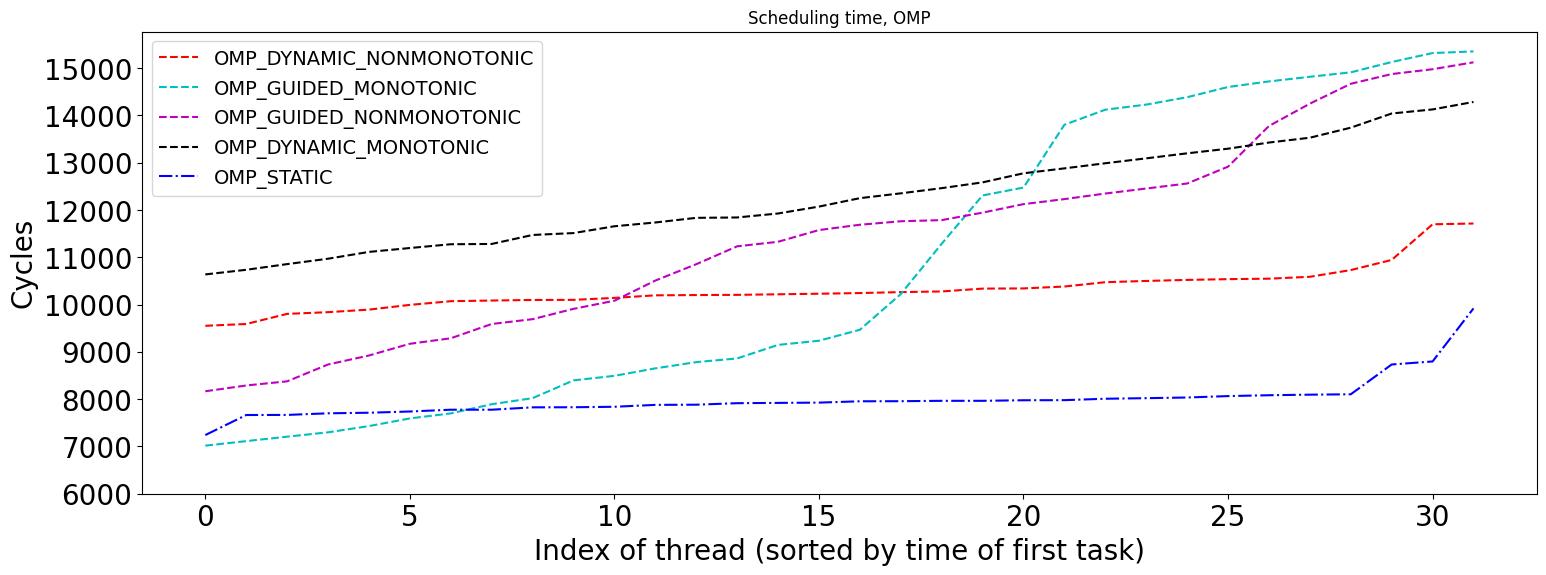 Scheduling time, OMP
OMP_DYNAMIC_NONMONOTONIC
OMP_GUIDED_MONOTONIC
OMP_GUIDED_NONMONOTONIC
OMP_DYNAMIC_MONOTONIC
OMP_STATIC
Cycles
15000
14000
13000
12000
11000
10000
9000
8000
7000
6000
0 5 10 15 20 25 30
Index of thread (sorted by time of first task)